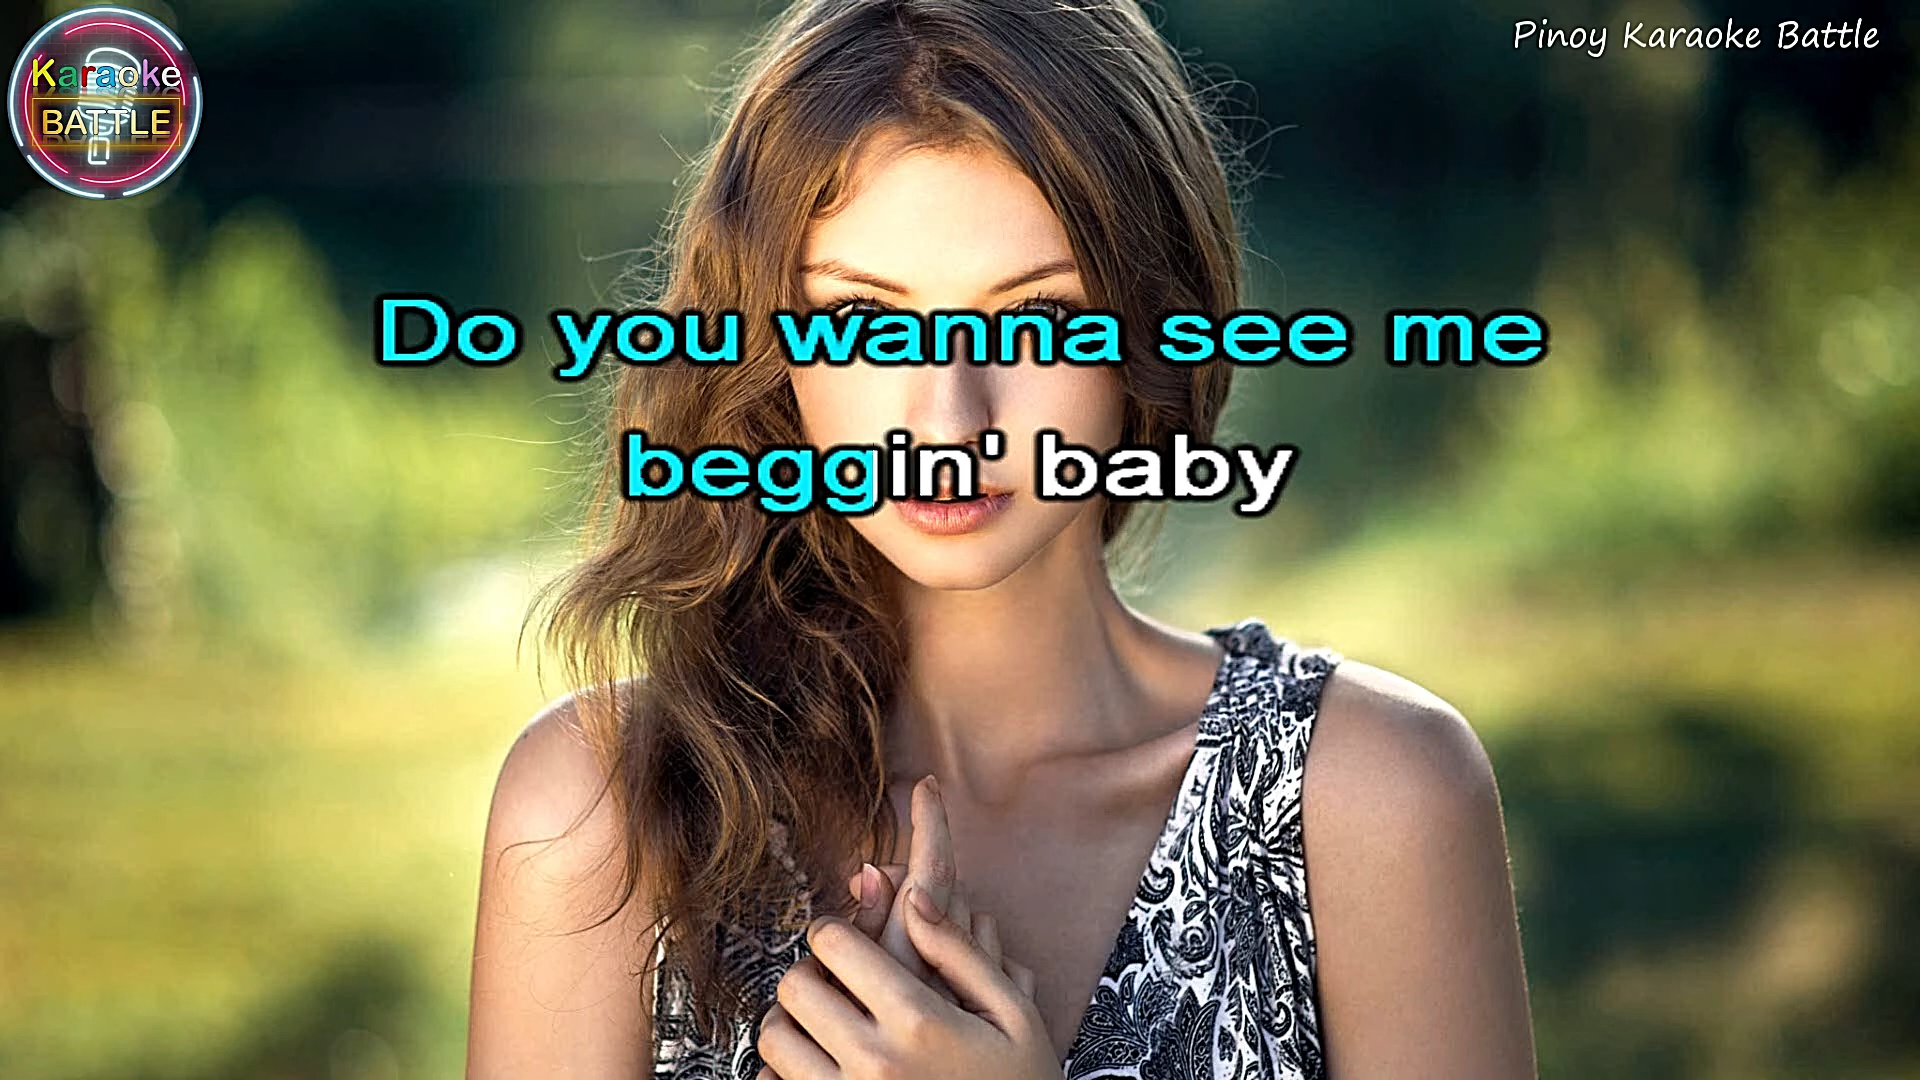 Karaoke
BATTLE
Pinoy Karaoke Battle
Do you wanna see me
beggin' baby